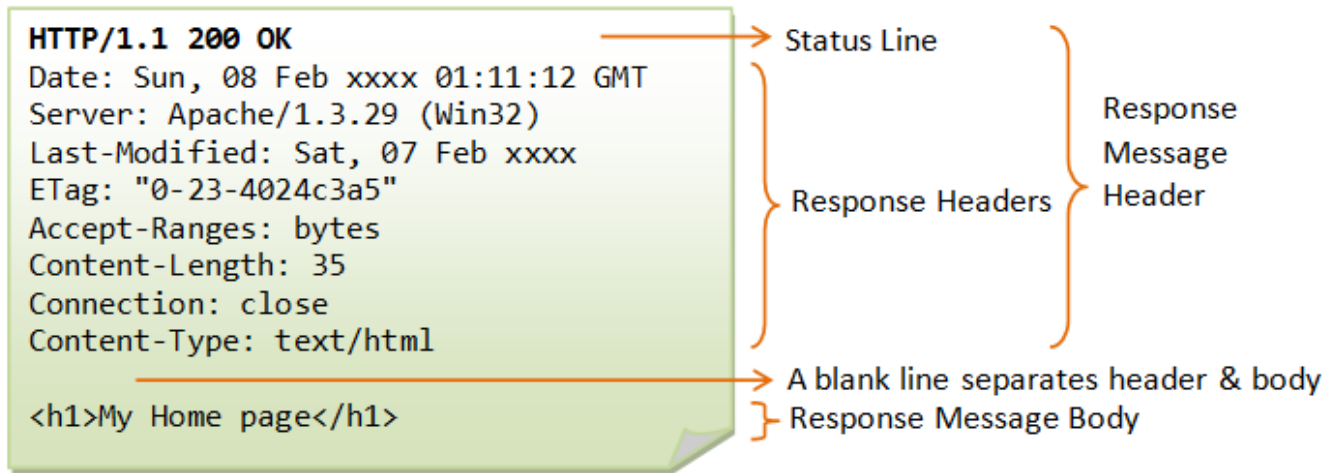 HTTP/1.1 200 OK
Date: Sun, 08 Feb xxxx 01:11:12 GMT
Server: Apache/1.3.29 (Win32)
Last-Modified: Sat, 07 Feb xxxx
ETag: "0-23-4024c3a5"
Accept-Ranges: bytes
Content-Length: 35
Connection: close
Content-Type: text/html
<h1>My Home page</h1>
Status Line
Response Headers
A blank line separates header & body
Response Message Body
Response
Message
Header